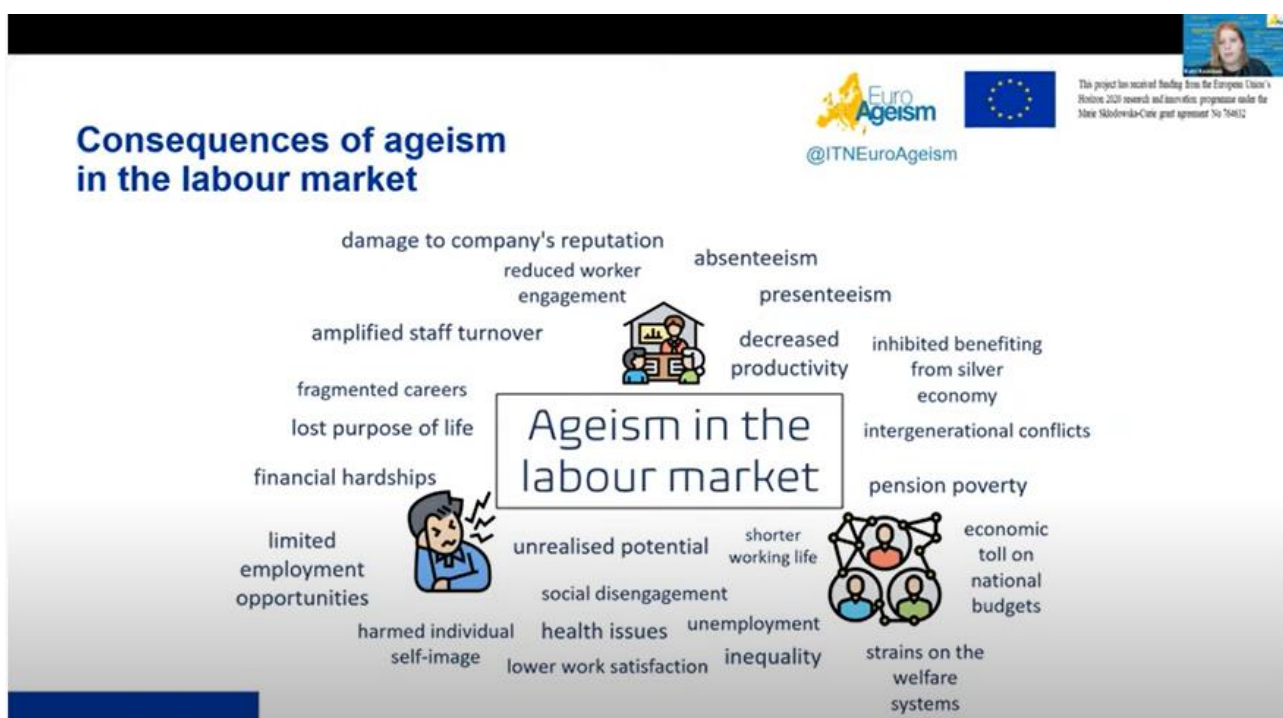 Consequences of ageism
in the labour market
Euro
Ageism
@ITNEuroAgeism
This project has received funding from the European Union's
Horizon 2020 research and innovation programme under the
Marie Skłodowska-Curie grant agreement No 764632
damage to company's reputation
absenteeism
reduced worker
engagement
presenteeism
amplified staff turnover
decreased
productivity
inhibited benefiting
from silver
economy
fragmented careers
lost purpose of life
Ageism in the
labour market
intergenerational conflicts
financial hardships
pension poverty
limited
employment
opportunities
unrealised potential
shorter
working life
economic
toll on
national
budgets
social disengagement
harmed individual
self-image
health issues
unemployment
lower work satisfaction
inequality
strains on the
welfare
systems